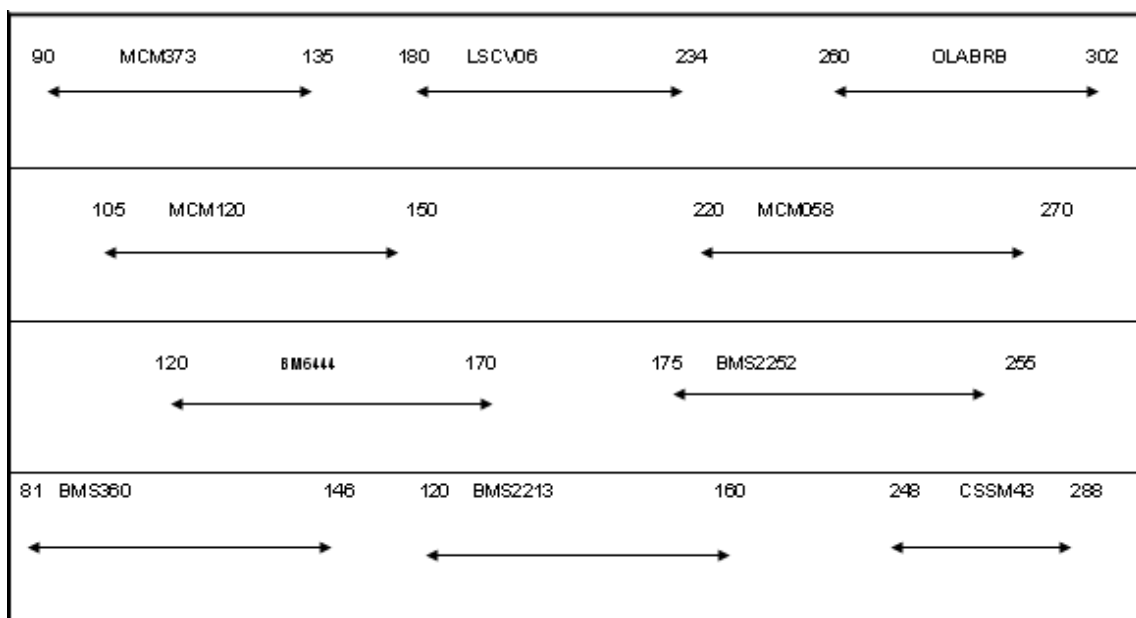 90 MCM373 135 180 LSCV06 234 260 OLABRB 302
105 MCM120 150 220 MCM058 270
120 BM6444 170 175 BMS2252 255
81 BMS360 146 120 BMS2213 160 248 CSSM43 288